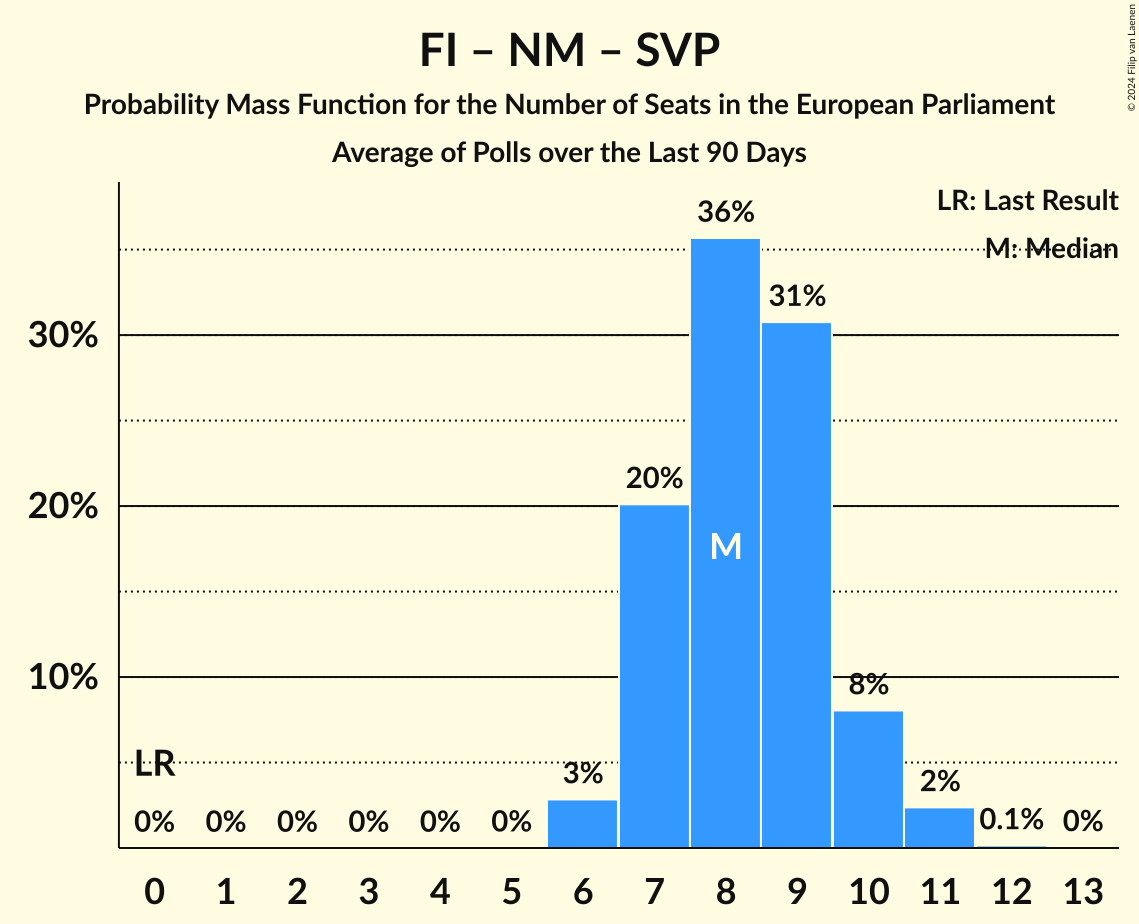 FI – NM – SVP
Probability Mass Function for the Number of Seats in the European Parliament
Average of Polls over the Last 90 Days
© 2024 Filip van Laenen
LR: Last Result
M: Median
36%
31%
30%
20%
20%
M
10%
8%
LR
3%
2%
0% 0% 0% 0% 0% 0% 0.1% 0%
0 1 2 3 4 5 6 7 8 9 10 11 12 13